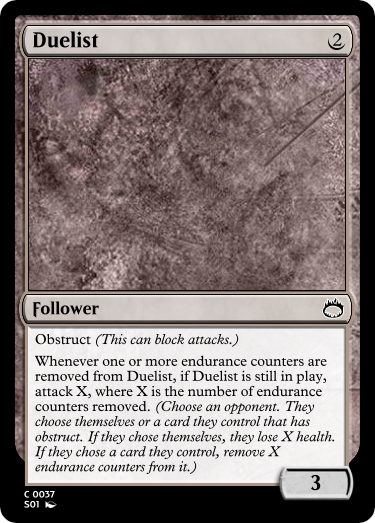 Duelist 2
Follower
Obstruct (This can block attacks.)
Whenever one or more endurance counters are
removed from Duelist, if Duelist is still in play,
attack X, where X is the number of endurance
counters removed. (Choose an opponent. They
choose themselves or a card they control that has
obstruct. If they chose themselves, they lose X health.
If they chose a card they control, remove X
endurance counters from it.)
3
C 0037
S01